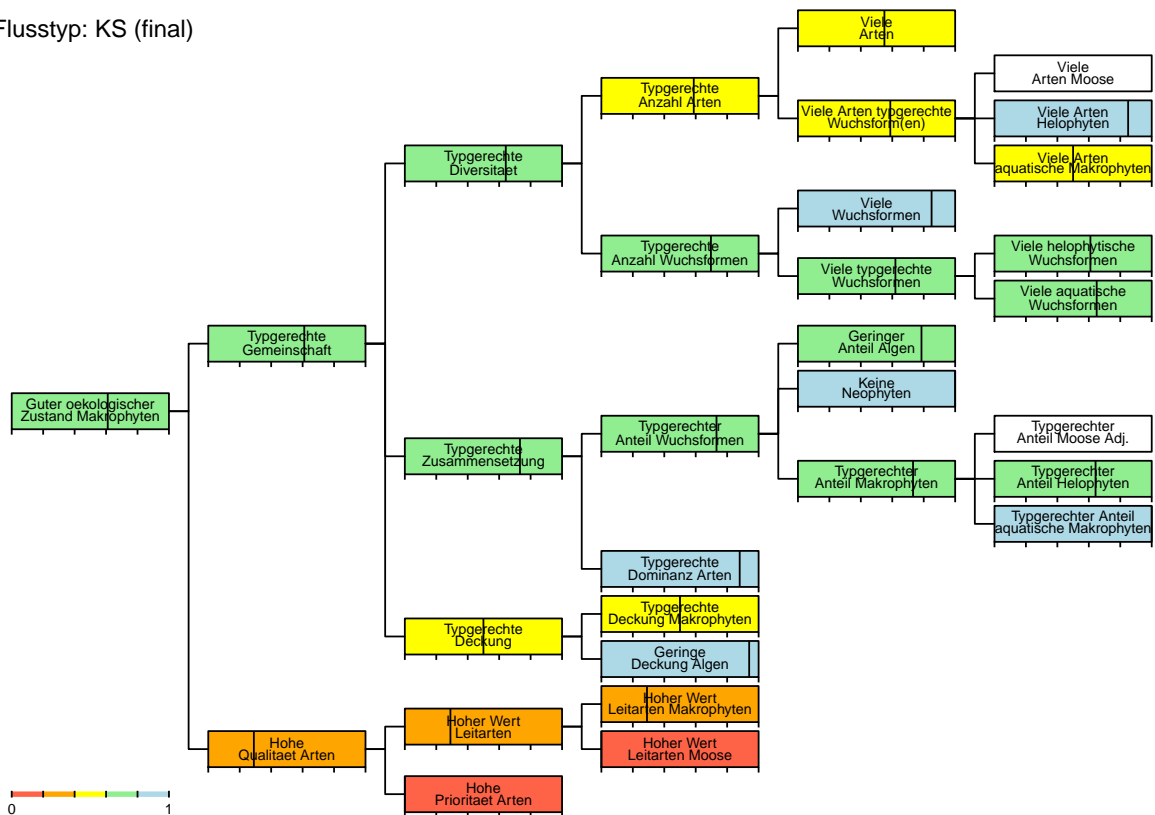 Flusstyp: KS (final)
Viele
Arten
Viele
Arten Moose
Typgerechte
Anzahl Arten
Viele Arten typgerechte
Wuchsform(en)
Viele Arten
Helophyten
Viele Arten
aquatische Makrophyten
Typgerechte
Diversitaet
Viele
Wuchsformen
Typgerechte
Anzahl Wuchsformen
Viele helophytische
Wuchsformen
Viele typgerechte
Wuchsformen
Viele aquatische
Wuchsformen
Typgerechte
Gemeinschaft
Geringer
Anteil Algen
Keine
Neophyten
Guter oekologischer
Zustand Makrophyten
Typgerechter
Anteil Wuchsformen
Typgerechter
Anteil Moose Adj.
Typgerechte
Zusammensetzung
Typgerechter
Anteil Makrophyten
Typgerechter
Anteil Helophyten
Typgerechter Anteil
aquatische Makrophyten
Typgerechte
Dominanz Arten
Typgerechte
Deckung Makrophyten
Typgerechte
Deckung
Geringe
Deckung Algen
Hoher Wert
Leitarten Makrophyten
Hoher Wert
Leitarten
Hohe
Qualitaet Arten
Hoher Wert
Leitarten Moose
Hohe
Prioritaet Arten
0 1